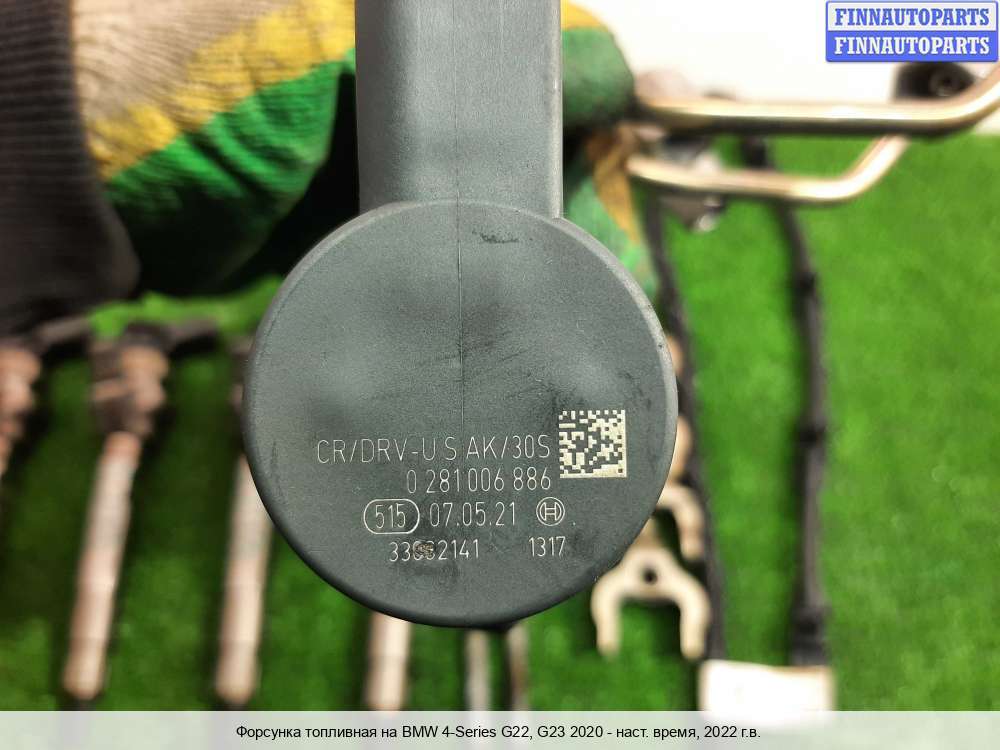 FINNAUTOPARTS
FINNAUTOPARTS
CR/DRV-U S AK/30S
0 281 006 886
515 07.05.21
1317
Форсунка топливная на BMW 4-Series G22, G23 2020 - наст. время, 2022 г.в.